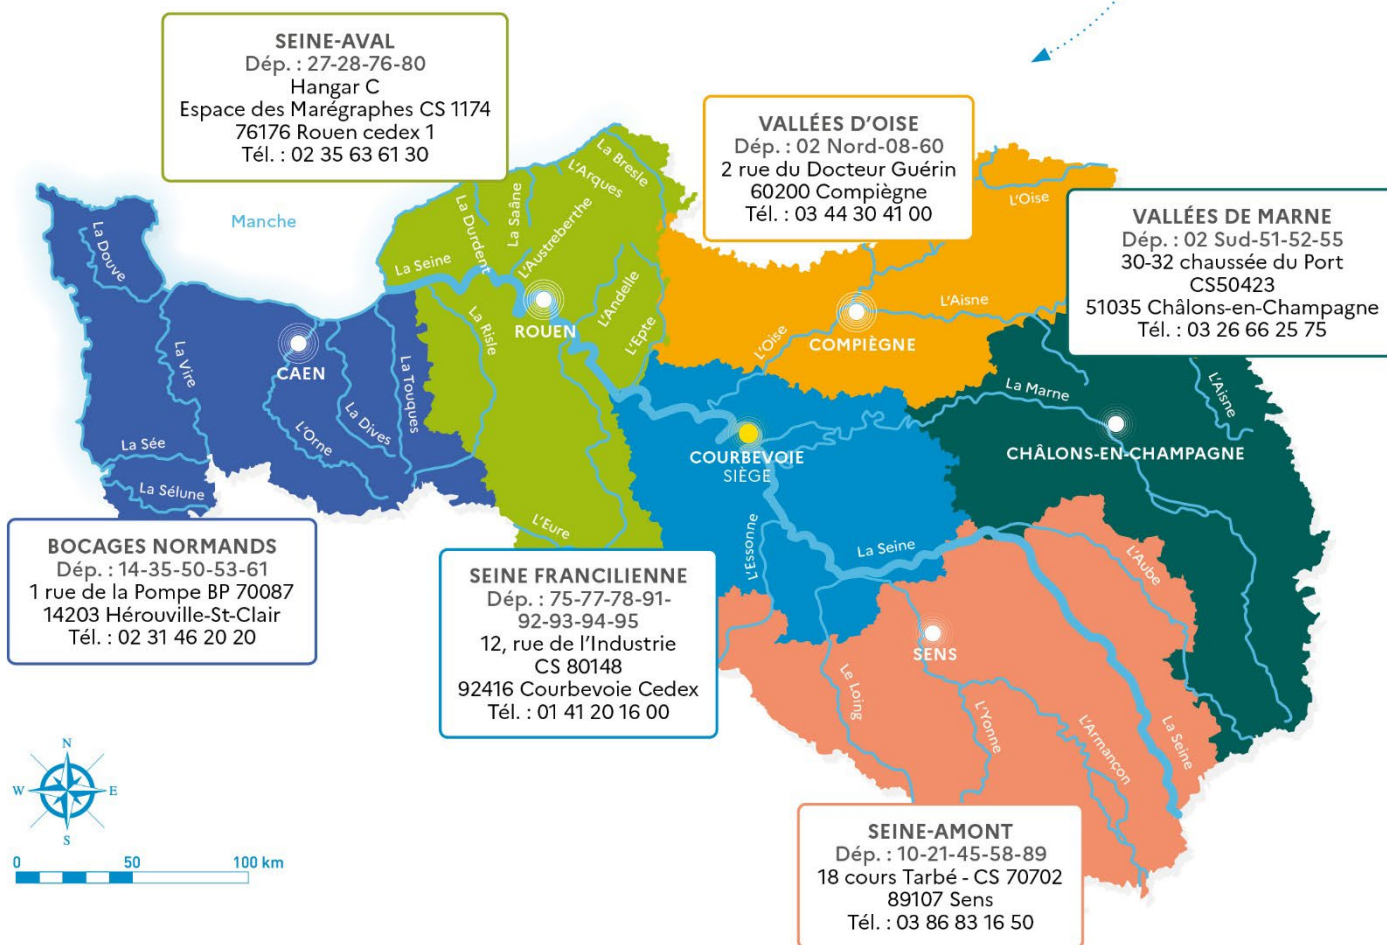 SEINE-AVAL
Dép. : 27-28-76-80
Hangar C
Espace des Marégraphes CS 1174
76176 Rouen cedex 1
Tél. : 02 35 63 61 30
VALLÉES D'OISE
Dép. : 02 Nord-08-60
2 rue du Docteur Guérin
60200 Compiègne
Tél. : 03 44 30 41 00
VALLÉES DE MARNE
Dép. : 02 Sud-51-52-55
30-32 chaussée du Port
CS50423
51035 Châlons-en-Champagne
Tél. : 03 26 66 25 75
Manche
La Douve
La Vire
La Sée
La Sélune
CAEN
L'Orne
La Dives
La Touques
La Seine
La Durdent
La Saâne
L'Austreberthe
L'Arques
La Bresle
ROUEN
La Risle
L'Andelle
L'Epte
L'Eure
L'Oise
L'Oise
L'Aisne
COMPIÈGNE
La Marne
L'Aisne
CHÂLONS-EN-CHAMPAGNE
COURBEVOIE
SIÈGE
L'Essonne
La Seine
L'Aube
SENS
Le Loing
L'Yonne
L'Armançon
La Seine
BOCAGES NORMANDS
Dép. : 14-35-50-53-61
1 rue de la Pompe BP 70087
14203 Hérouville-St-Clair
Tél. : 02 31 46 20 20
SEINE FRANCILIENNE
Dép. : 75-77-78-91-
92-93-94-95
12, rue de l'Industrie
CS 80148
92416 Courbevoie Cedex
Tél. : 01 41 20 16 00
SEINE-AMONT
Dép. : 10-21-45-58-89
18 cours Tarbé - CS 70702
89107 Sens
Tél. : 03 86 83 16 50
N
W E
S
0 50 100 km